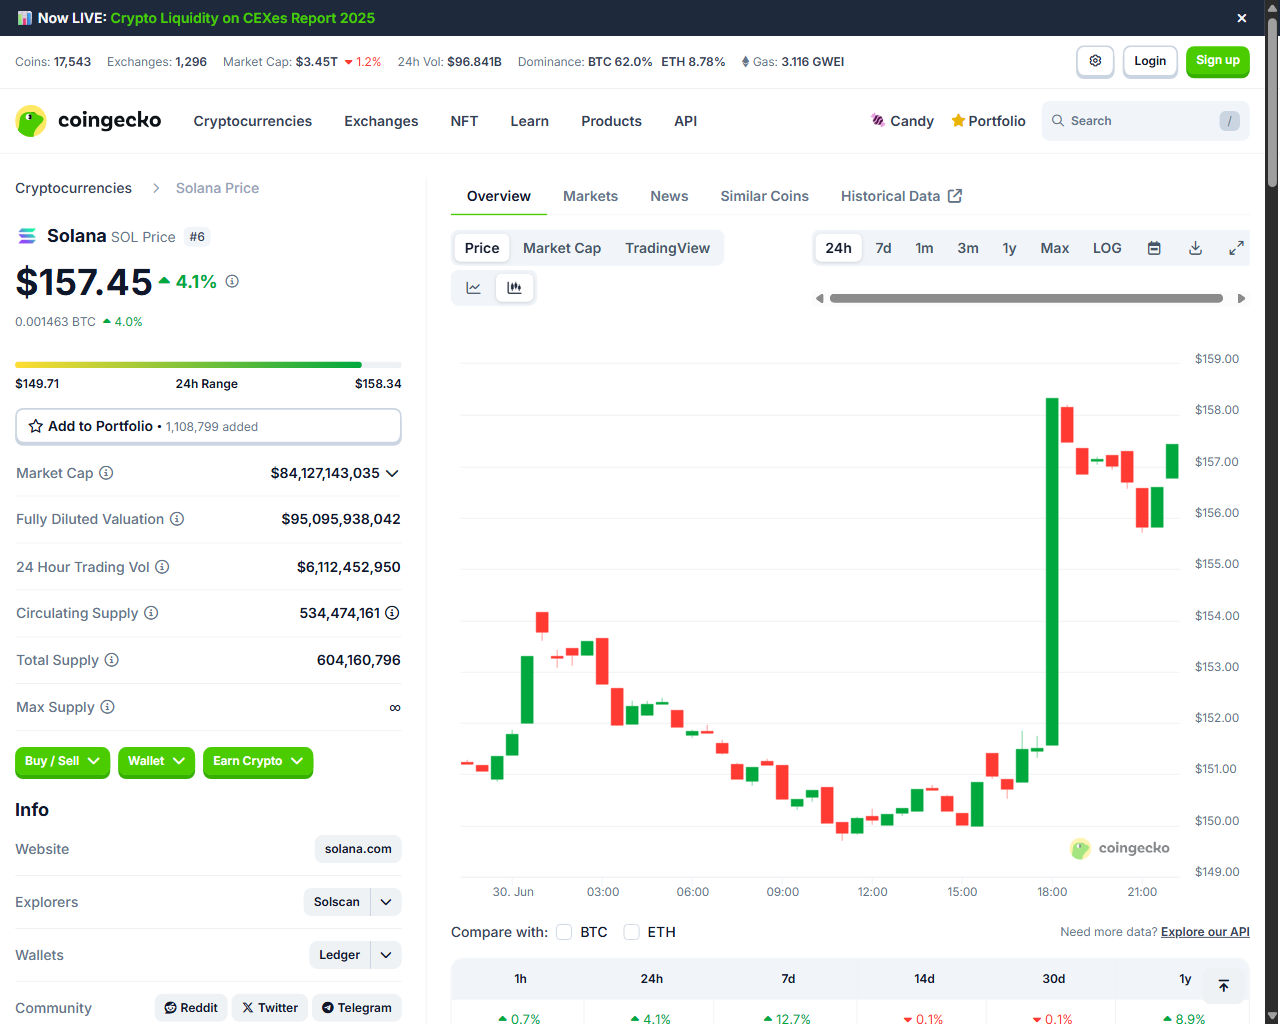 Now LIVE: Crypto Liquidity on CEXes Report 2025
Coins: 17,543 Exchanges: 1,296 Market Cap: $3.45T 1.2% 24h Vol: $96.841B Dominance: BTC 62.0% ETH 8.78% Gas: 3.116 GWEI
Login
Sign up
coingecko
Cryptocurrencies Exchanges NFT Learn Products API
Candy Portfolio Search /
Cryptocurrencies > Solana Price
Solana SOL Price #6
$157.45 4.1%
0.001463 BTC 4.0%
$149.71 24h Range $158.34
Add to Portfolio • 1,108,799 added
Market Cap $84,127,143,035
Fully Diluted Valuation $95,095,938,042
24 Hour Trading Vol $6,112,452,950
Circulating Supply 534,474,161
Total Supply 604,160,796
Max Supply ∞
Buy / Sell Wallet Earn Crypto
Info
Website solana.com
Explorers Solscan
Wallets Ledger
Community Reddit Twitter Telegram
Overview Markets News Similar Coins Historical Data
Price Market Cap TradingView
24h 7d 1m 3m 1y Max LOG
$159.00
$158.00
$157.00
$156.00
$155.00
$154.00
$153.00
$152.00
$151.00
$150.00
$149.00
coingecko
30. Jun 03:00 06:00 09:00 12:00 15:00 18:00 21:00
Compare with: BTC ETH
Need more data? Explore our API
1h 24h 7d 14d 30d 1y
0.7% 4.1% 12.7% 0.1% 0.1% 8.9%